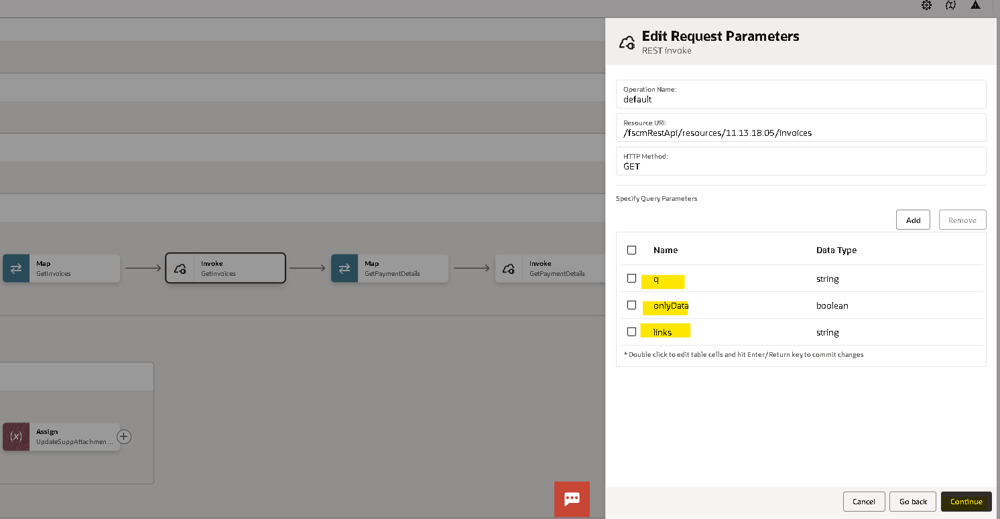 Edit Request Parameters
REST invoke
Operation Name:
default
Resource URI:
/fscmRestApi/resources/11.13.18.05/invoices
HTTP Method:
GET
Specify Query Parameters
Add
Remove
Name
Data Type
q
string
onlyData
boolean
links
string
* Double click to edit table cells and hit Enter/Return key to commit changes
Map
GetInvoices
Invoke
GetInvoices
Map
GetPaymentDetails
Invoke
GetPaymentDetails
(x)
Assign
UpdateSuppAttachmen...
Cancel
Go back
Continue